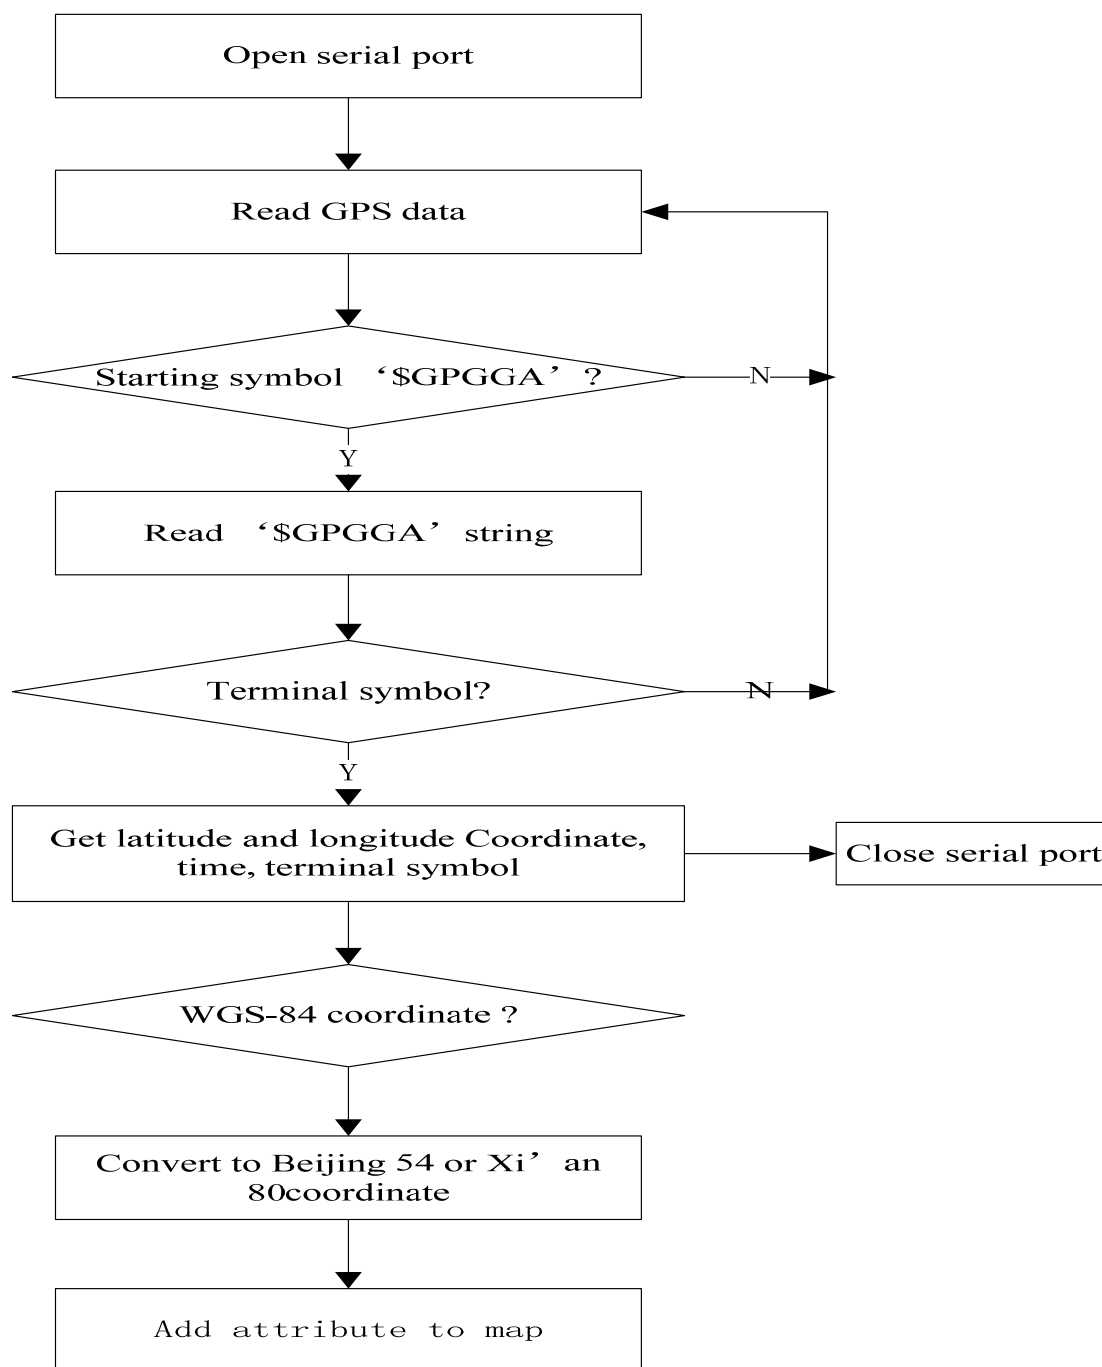 Open serial port
Read GPS data
Starting symbol ‘$GPGGA’ ?
N
Y
Read ‘$GPGGA’ string
Terminal symbol?
N
Y
Get latitude and longitude Coordinate,
time, terminal symbol
Close serial port
WGS-84 coordinate ?
Convert to Beijing 54 or Xi’ an
80coordinate
Add attribute to map